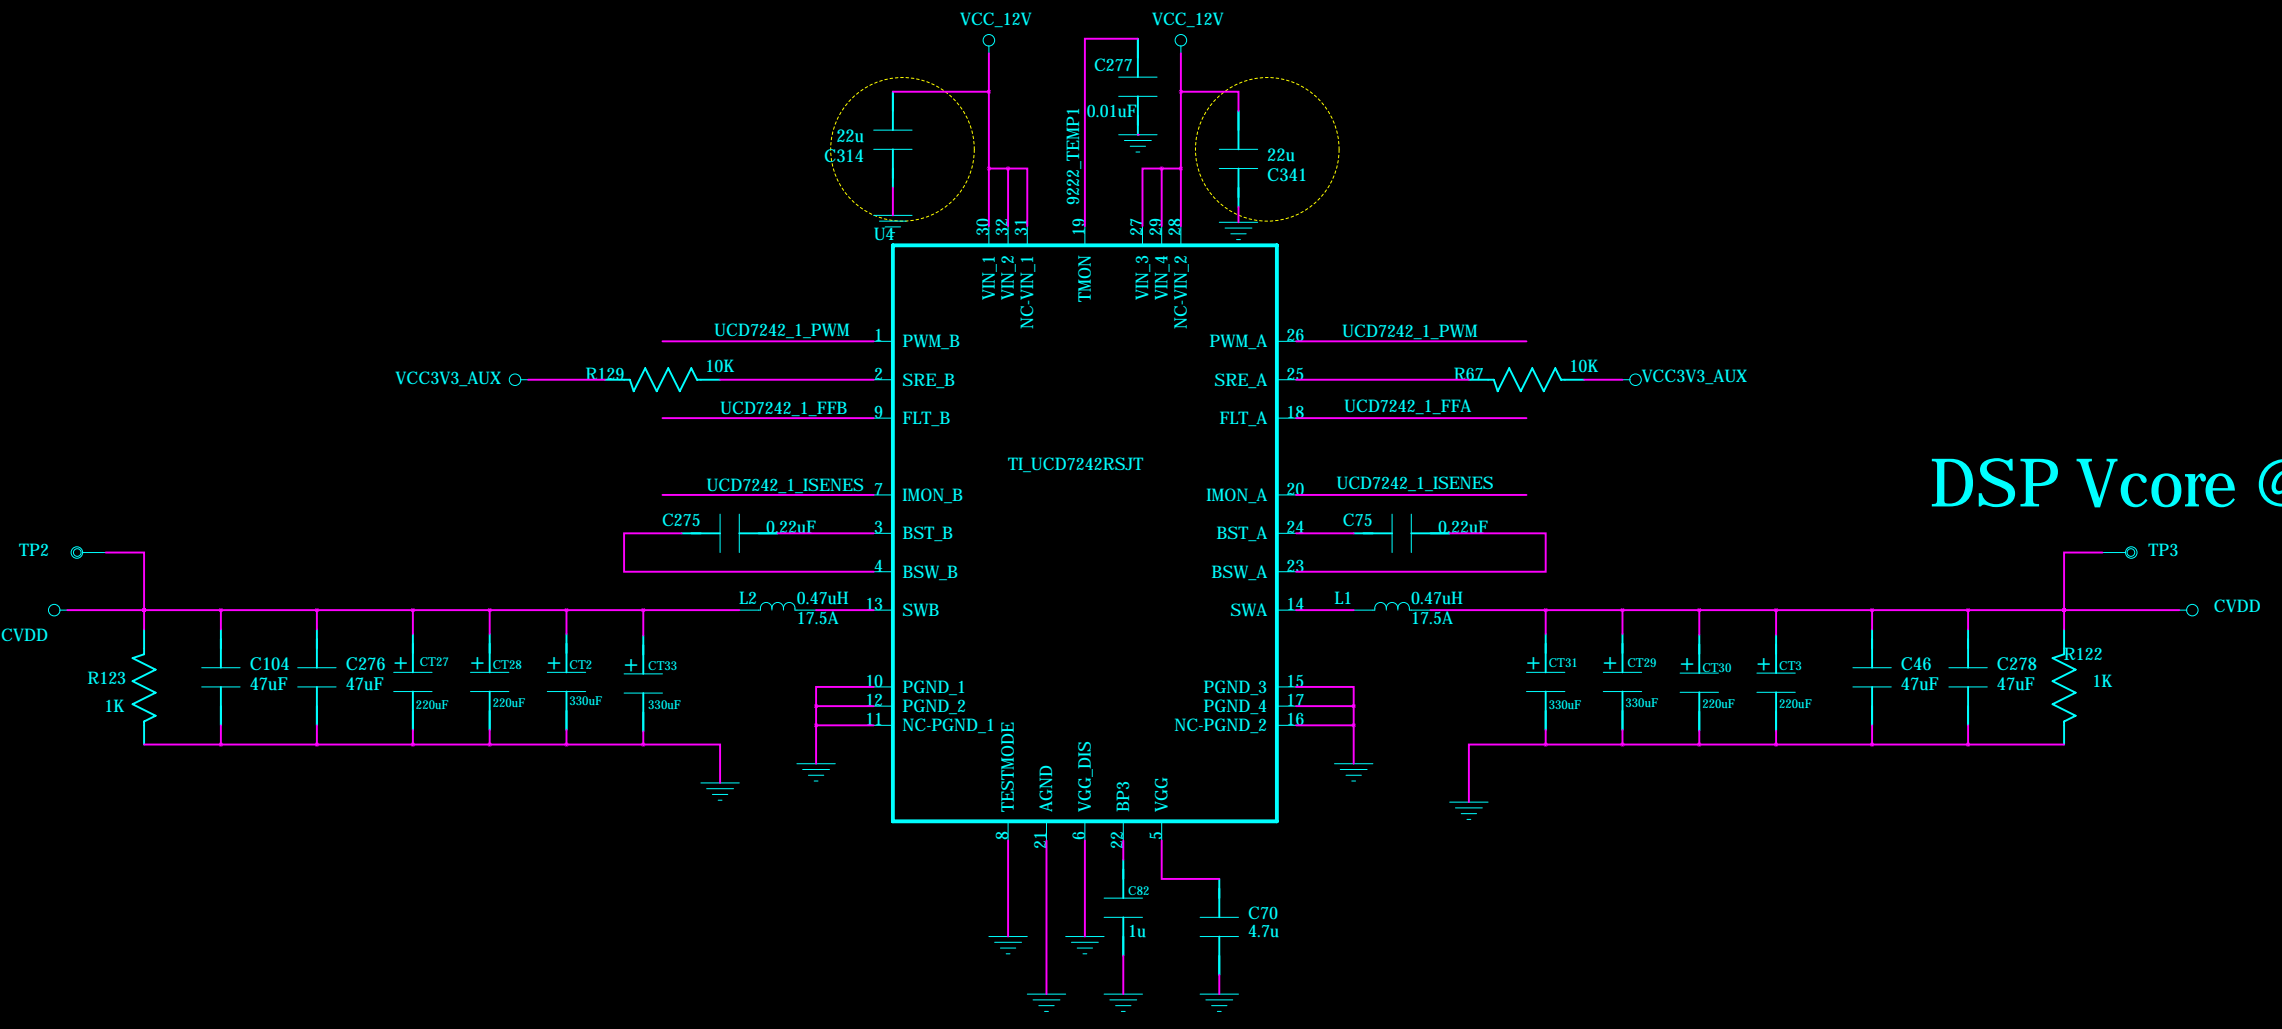 VCC_12V
VCC_12V
C277
0.01uF
9222_TEMP1
22u
C314
22u
C341
U4
30
32
31
19
27
29
28
VIN_1
VIN_2
NC-VIN_1
TMON
VIN_3
VIN_4
NC-VIN_2
UCD7242_1_PWM
1
PWM_B
PWM_A
26
UCD7242_1_PWM
VCC3V3_AUX
R129
10K
2
SRE_B
SRE_A
25
R67
10K
VCC3V3_AUX
UCD7242_1_FFB
9
FLT_B
FLT_A
18
UCD7242_1_FFA
TI_UCD7242RSJT
DSP Vcore @
UCD7242_1_ISENES
7
IMON_B
IMON_A
20
UCD7242_1_ISENES
C275
0.22uF
3
BST_B
BST_A
24
C75
0.22uF
TP2
4
BSW_B
BSW_A
23
TP3
L2
0.47uH
17.5A
13
SWB
SWA
14
L1
0.47uH
17.5A
CVDD
CVDD
R123
1K
C104
47uF
C276
47uF
CT27
220uF
CT28
220uF
CT2
330uF
CT33
330uF
CT31
330uF
CT29
330uF
CT30
220uF
CT3
220uF
C46
47uF
C278
47uF
R122
1K
10
PGND_1
PGND_3
15
12
PGND_2
PGND_4
17
11
NC-PGND_1
NC-PGND_2
16
TESTMODE
AGND
VGG_DIS
BP3
VGG
8
21
6
22
5
C82
1u
C70
4.7u